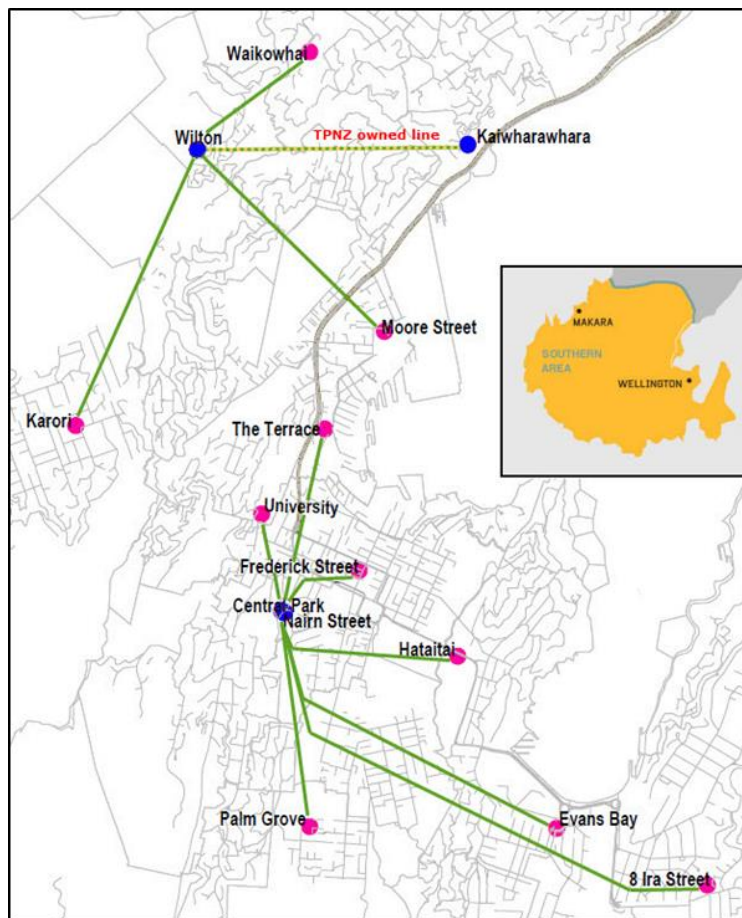 Waikowhai
Wilton
TPNZ owned line
Kaiwharawhara
Moore Street
MAKARA
SOUTHERN
AREA
WELLINGTON
Karori
The Terrace
University
Frederick Street
Central Park
Nairn Street
Hataitai
Palm Grove
Evans Bay
8 Ira Street